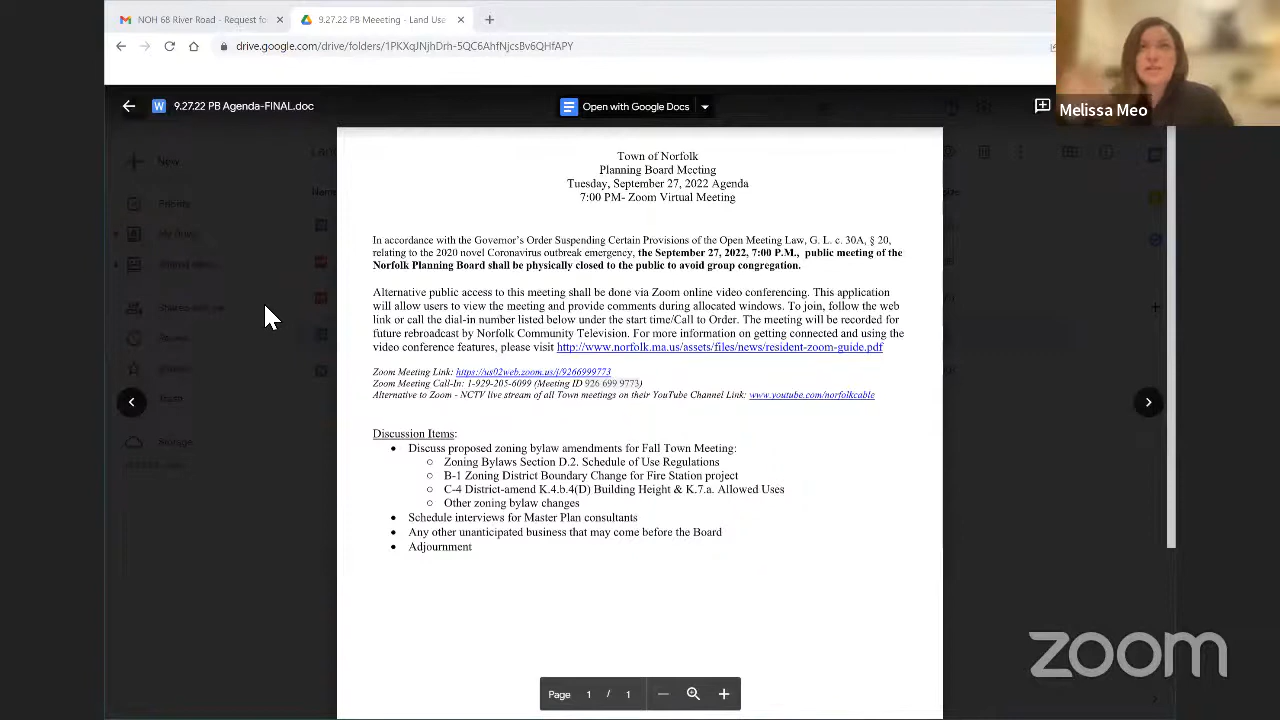 NOH 68 River Road - Request fo
9.27.22 PB Meeeting - Land Use
drive.google.com/drive/folders/1PKXqJNjhDrh-5QC6AhfNjcsBv6QHfAPY
Melissa Meo
9.27.22 PB Agenda-FINAL.doc
Open with Google Docs
New
Priority
Team
Storage
Town of Norfolk
Planning Board Meeting
Tuesday, September 27, 2022 Agenda
7:00 PM- Zoom Virtual Meeting
In accordance with the Governor's Order Suspending Certain Provisions of the Open Meeting Law, G. L. c. 30A, § 20,
relating to the 2020 novel Coronavirus outbreak emergency, the September 27, 2022, 7:00 P.M., public meeting of the
Norfolk Planning Board shall be physically closed to the public to avoid group congregation.
Alternative public access to this meeting shall be done via Zoom online video conferencing. This application
will allow users to view the meeting and provide comments during allocated windows. To join, follow the web
link or call the dial-in number listed below under the start time/Call to Order. The meeting will be recorded for
future rebroadcast by Norfolk Community Television. For more information on getting connected and using the
video conference features, please visit http://www.norfolk.ma.us/assets/files/news/resident-zoom-guide.pdf
Zoom Meeting Link: https://us02web.zoom.us/j/9266999773
Zoom Meeting Call-In: 1-929-205-6099 (Meeting ID 926 699 9773)
Alternative to Zoom - NCTV live stream of all Town meetings on their YouTube Channel Link: www.youtube.com/norfolkcable
Discussion Items:
• Discuss proposed zoning bylaw amendments for Fall Town Meeting:
○ Zoning Bylaws Section D.2. Schedule of Use Regulations
○ B-1 Zoning District Boundary Change for Fire Station project
○ C-4 District-amend K.4.b.4(D) Building Height & K.7.a. Allowed Uses
○ Other zoning bylaw changes
• Schedule interviews for Master Plan consultants
• Any other unanticipated business that may come before the Board
• Adjournment
zoom
Page 1 / 1